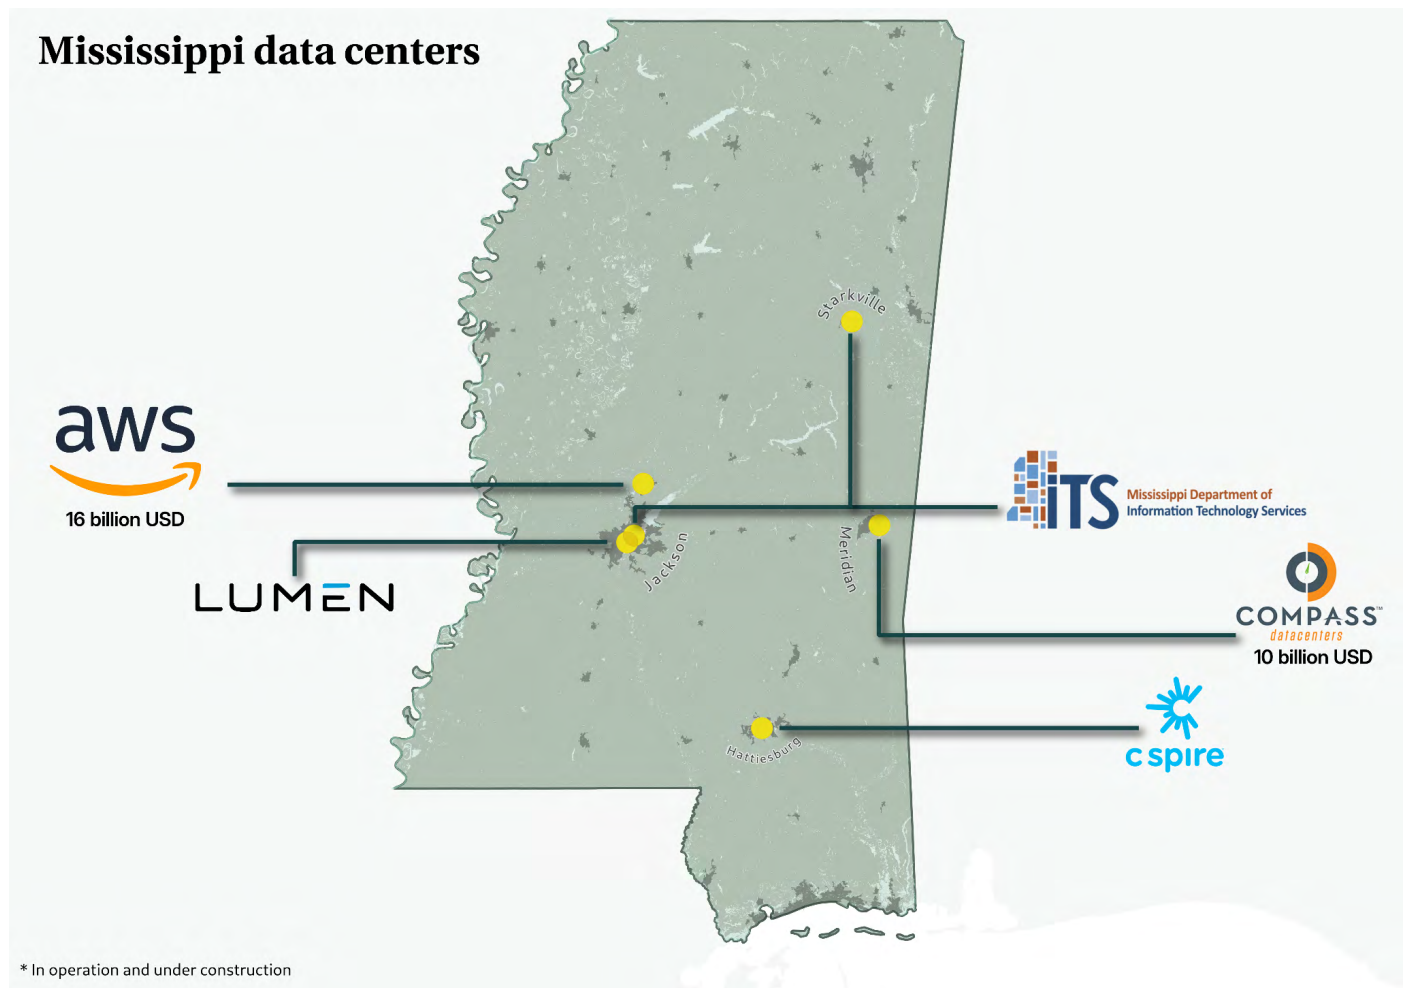 Mississippi data centers
Starkville
aws
16 billion USD
ITS
Mississippi Department of
Information Technology Services
Jackson
Meridian
LUMEN
COMPASS™
datacenters
10 billion USD
c spire
Hattiesburg
* In operation and under construction